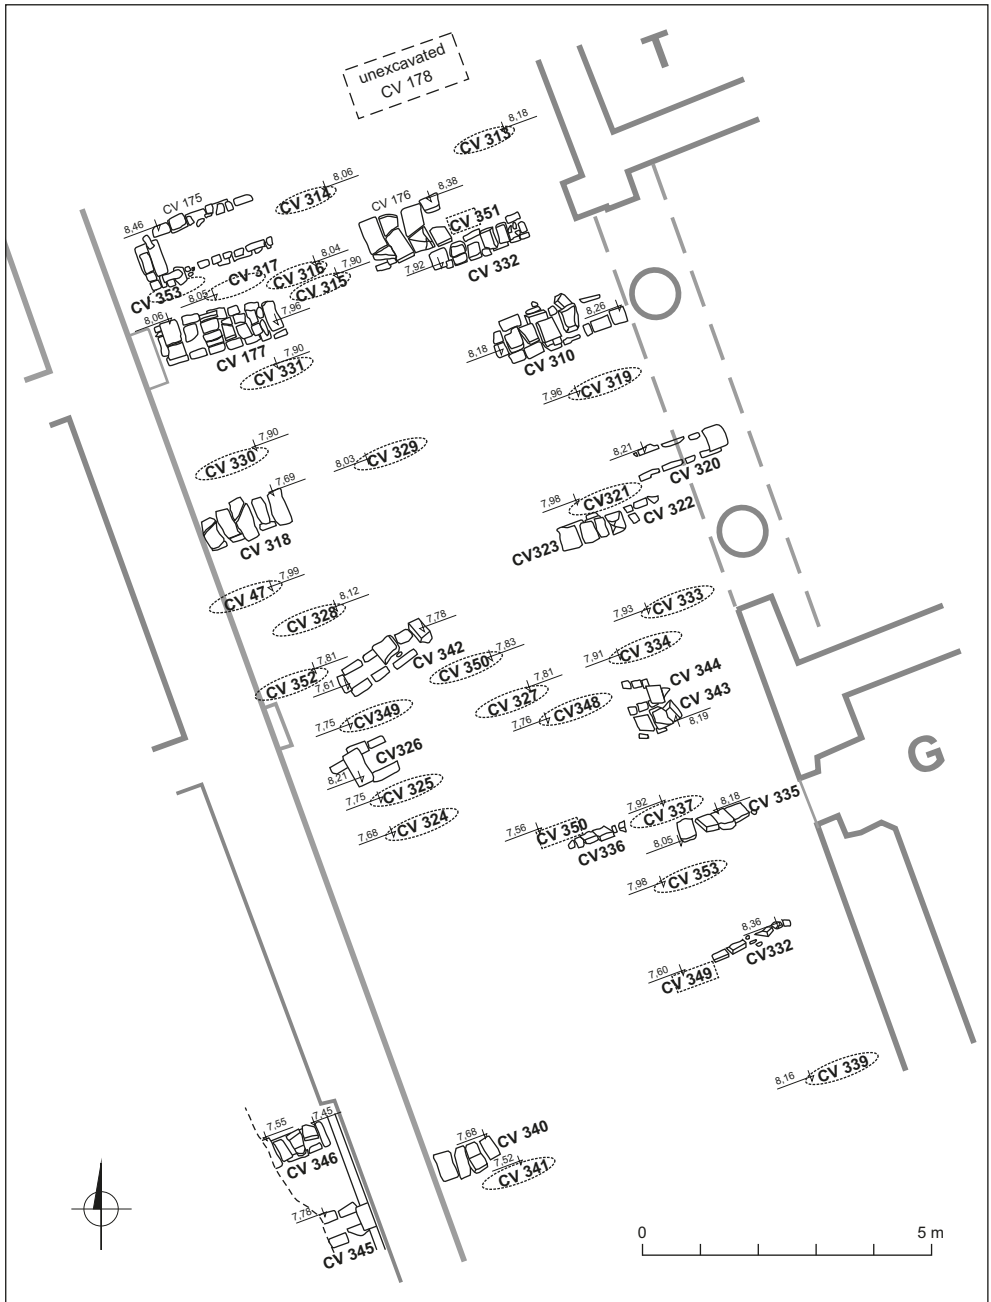 T
unexcavated
CV 178
8,18
CV 313
8,06
CV 314
CV 175
8,46
CV 176
8,38
CV 351
CV 332
7,92
CV 317
CV 353
8,05
8,04
CV 316
7,90
CV 315
8,06
7,96
CV 177
7,90
CV 331
8,26
8,18
CV 310
7,96
CV 319
7,90
CV 330
8,03
CV 329
8,21
CV 320
7,69
CV 318
7,98
CV321
CV 322
CV323
7,99
CV 47
8,12
CV 328
7,93
CV 333
7,78
CV 342
7,91
CV 334
7,83
CV 350
7,81
CV 352
7,61
CV 344
CV 343
8,19
7,81
CV 327
7,75
CV349
7,76
CV348
G
CV326
8,21
7,75
CV 325
7,68
CV 324
7,92
CV 337
8,18
CV 335
7,56
CV 350
CV336
8,05
7,98
CV 353
8,36
CV332
7,60
CV 349
8,16
CV 339
7,55
7,45
CV 346
7,68
CV 340
7,52
CV 341
7,78
CV 345
0
5 m